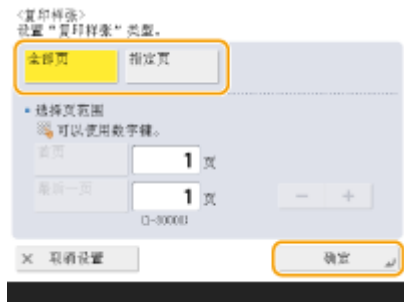 <复印样张>
设置"复印样张"类型。
全部页 指定页
• 选择页范围
可以使用数字键。
首页 1 页
最后一页 1 页 － ＋
(1-9999)
× 取消设置 确定